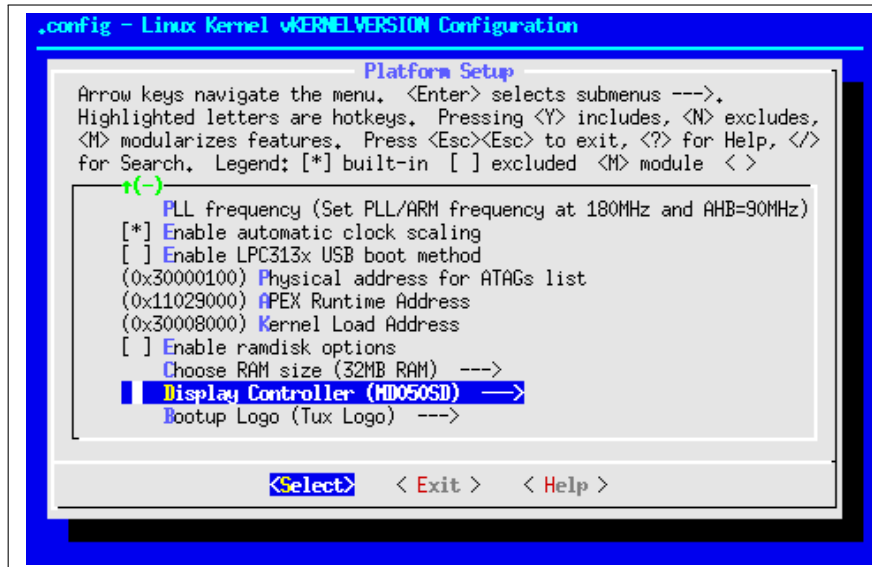 .config - Linux Kernel vKERNELVERSION Configuration
Platform Setup
Arrow keys navigate the menu. <Enter> selects submenus --->.
Highlighted letters are hotkeys. Pressing <Y> includes, <N> excludes,
<M> modularizes features. Press <Esc><Esc> to exit, <?> for Help, </>
for Search. Legend: [*] built-in [ ] excluded <M> module < >
↑(-)
PLL frequency (Set PLL/ARM frequency at 180MHz and AHB=90MHz)
[*] Enable automatic clock scaling
[ ] Enable LPC313x USB boot method
(0x30000100) Physical address for ATAGs list
(0x11029000) APEX Runtime Address
(0x30008000) Kernel Load Address
[ ] Enable ramdisk options
Choose RAM size (32MB RAM) --->
Display Controller (MD050SD) --->
Bootup Logo (Tux Logo) --->
<Select> < Exit > < Help >